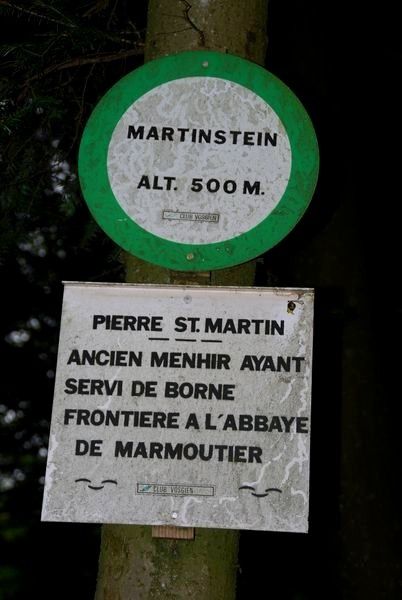 MARTINSTEIN
ALT. 500 M.
CLUB VOSGIEN
PIERRE ST. MARTIN
ANCIEN MENHIR AYANT
SERVI DE BORNE
FRONTIERE A L'ABBAYE
DE MARMOUTIER
CLUB VOSGIEN